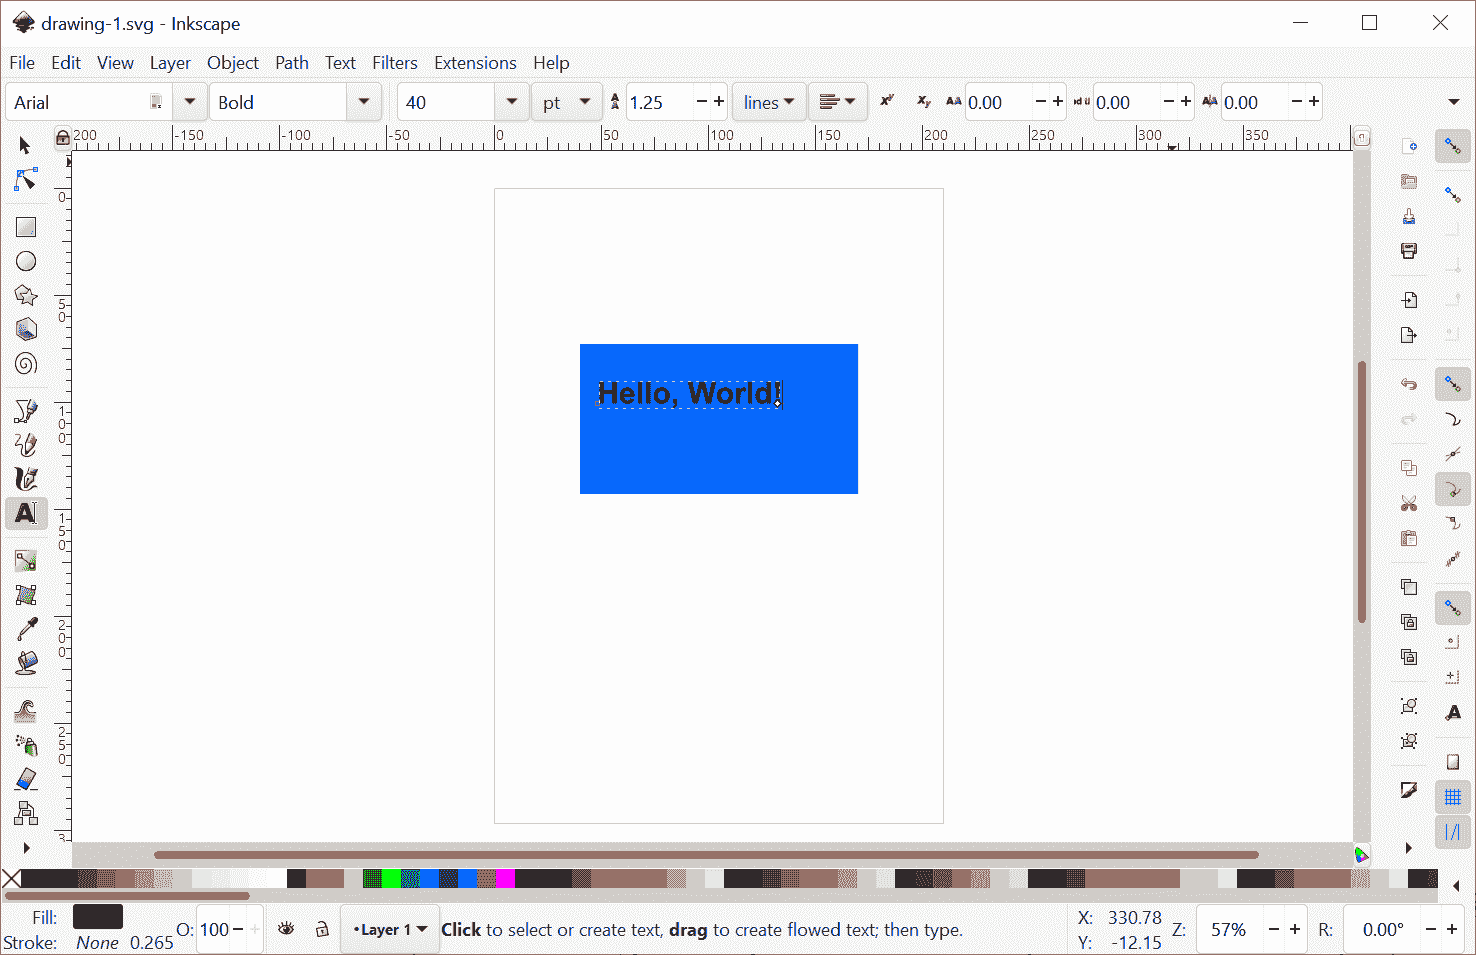 drawing-1.svg - Inkscape
File Edit View Layer Object Path Text Filters Extensions Help
Arial Bold 40 pt 1.25 lines 0.00 0.00 0.00
200 -150 -100 -50 0 50 100 150 200 250 300 350
0
50
100
150
200
250
3
Hello, World!
Fill: O: 100 •Layer 1 Click to select or create text, drag to create flowed text; then type. X: 330.78 Z: 57% R: 0.00°
Stroke: None 0.265 Y: -12.15